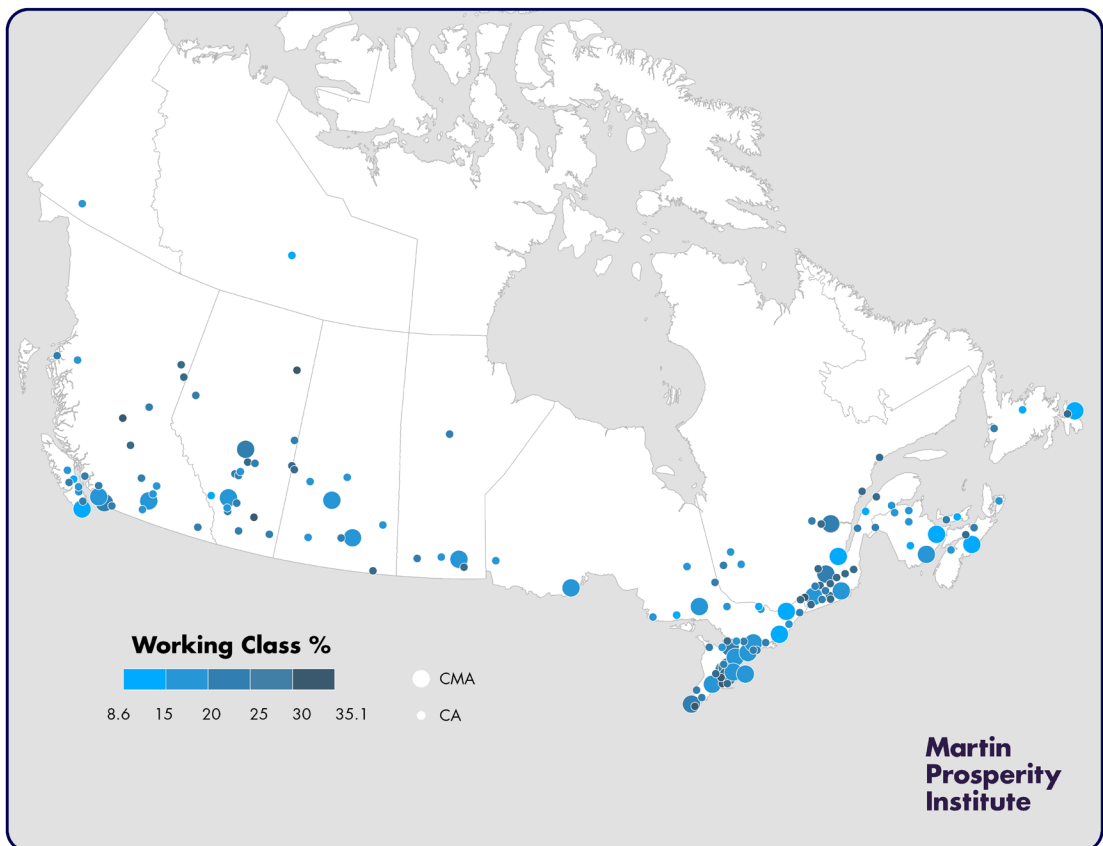 Working Class %
8.6 15 20 25 30 35.1
CMA
CA
Martin
Prosperity
Institute